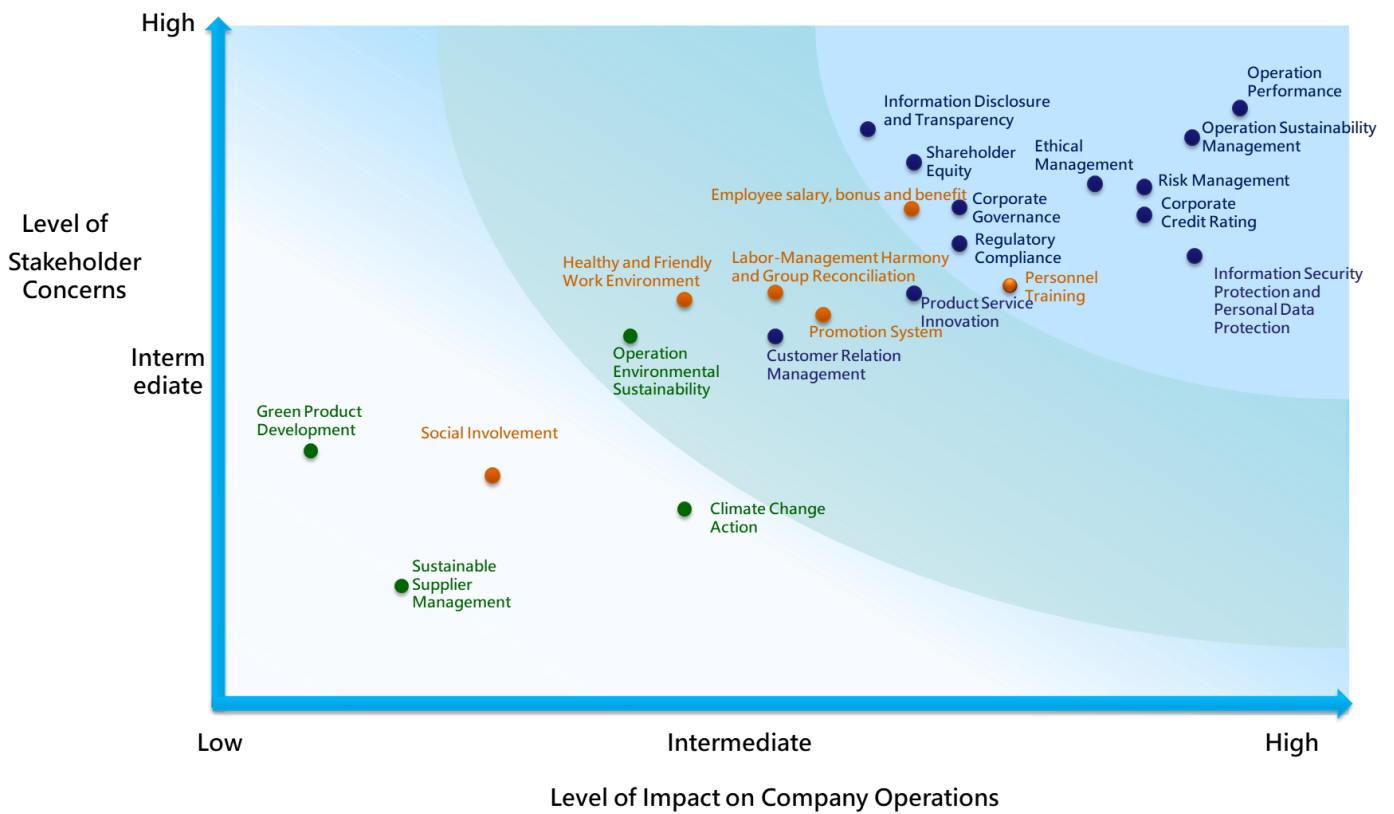 High
Operation
Performance
Information Disclosure
and Transparency
Operation Sustainability
Management
Ethical
Management
Shareholder
Equity
Risk Management
Employee salary, bonus and benefit
Corporate
Governance
Corporate
Credit Rating
Level of
Stakeholder
Concerns
Regulatory
Compliance
Healthy and Friendly
Work Environment
Labor-Management Harmony
and Group Reconciliation
Personnel
Training
Information Security
Protection and
Personal Data
Protection
Product Service
Innovation
Promotion System
Interm
ediate
Operation
Environmental
Sustainability
Customer Relation
Management
Green Product
Development
Social Involvement
Climate Change
Action
Sustainable
Supplier
Management
Low
Intermediate
High
Level of Impact on Company Operations